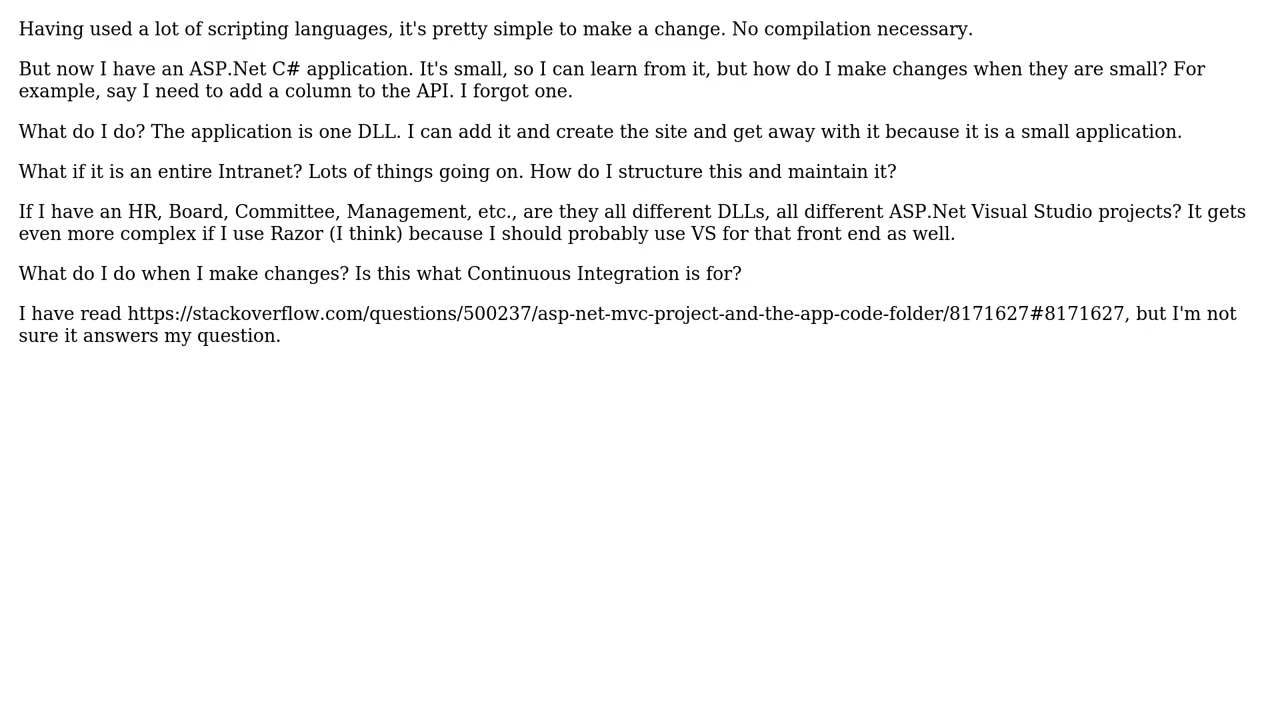 Having used a lot of scripting languages, it's pretty simple to make a change. No compilation necessary.
But now I have an ASP.Net C# application. It's small, so I can learn from it, but how do I make changes when they are small? For
example, say I need to add a column to the API. I forgot one.
What do I do? The application is one DLL. I can add it and create the site and get away with it because it is a small application.
What if it is an entire Intranet? Lots of things going on. How do I structure this and maintain it?
If I have an HR, Board, Committee, Management, etc., are they all different DLLs, all different ASP.Net Visual Studio projects? It gets
even more complex if I use Razor (I think) because I should probably use VS for that front end as well.
What do I do when I make changes? Is this what Continuous Integration is for?
I have read https://stackoverflow.com/questions/500237/asp-net-mvc-project-and-the-app-code-folder/8171627#8171627, but I'm not
sure it answers my question.